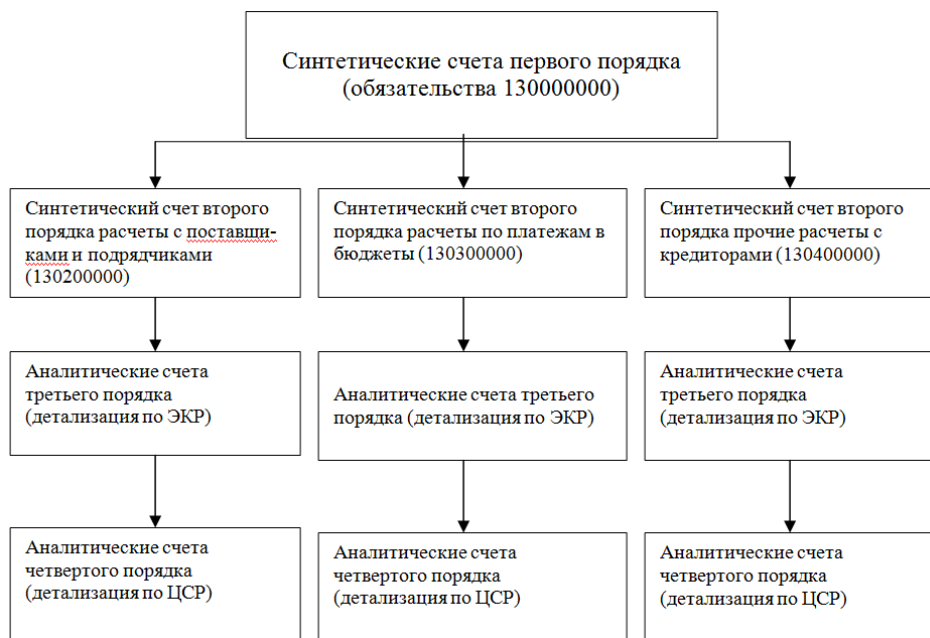 Синтетические счета первого порядка
(обязательства 130000000)
Синтетический счет второго
порядка расчеты с поставщи-
ками и подрядчиками
(130200000)
Синтетический счет второго
порядка расчеты по платежам в
бюджеты (130300000)
Синтетический счет второго
порядка прочие расчеты с
кредиторами (130400000)
Аналитические счета
третьего порядка
(детализация по ЭКР)
Аналитические счета третьего
порядка (детализация по ЭКР)
Аналитические счета
третьего порядка
(детализация по ЭКР)
Аналитические счета
четвертого порядка
(детализация по ЦСР)
Аналитические счета
четвертого порядка
(детализация по ЦСР)
Аналитические счета
четвертого порядка
(детализация по ЦСР)